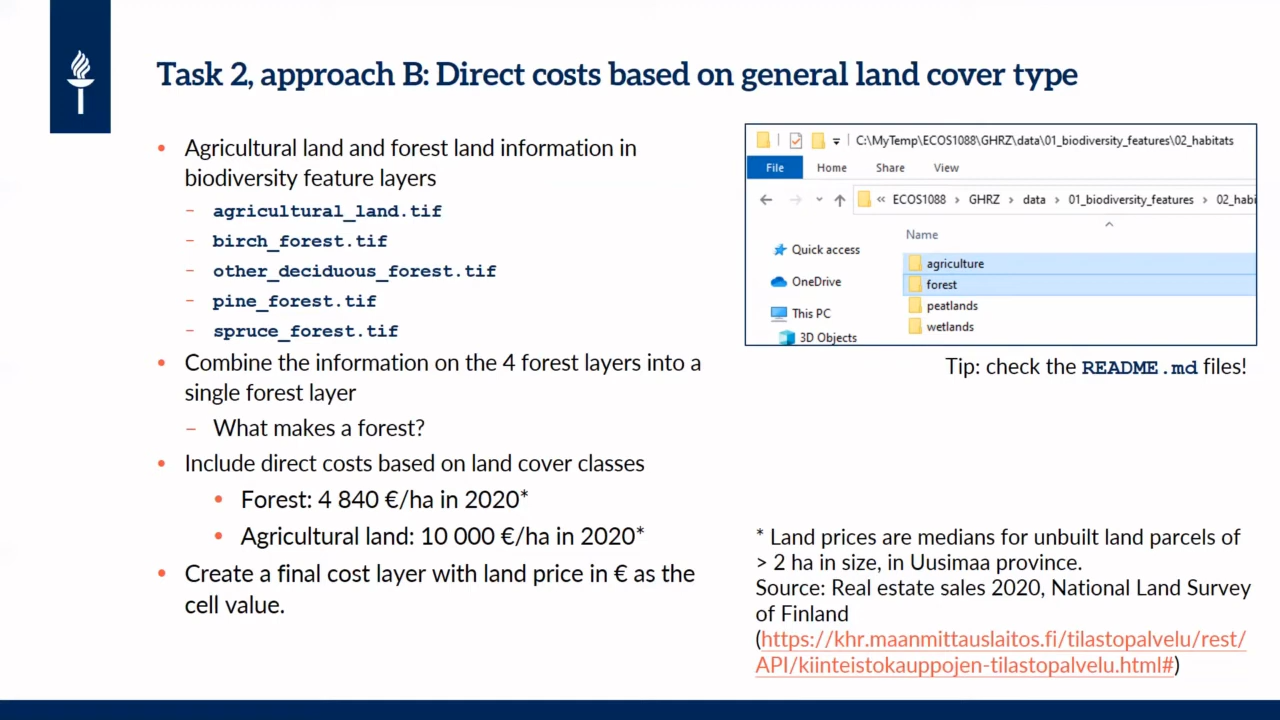 Task 2, approach B: Direct costs based on general land cover type
• Agricultural land and forest land information in
biodiversity feature layers
– agricultural_land.tif
– birch_forest.tif
– other_deciduous_forest.tif
– pine_forest.tif
– spruce_forest.tif
• Combine the information on the 4 forest layers into a
single forest layer
– What makes a forest?
• Include direct costs based on land cover classes
• Forest: 4 840 €/ha in 2020*
• Agricultural land: 10 000 €/ha in 2020*
• Create a final cost layer with land price in € as the
cell value.
C:\MyTemp\ECOS1088\GHRZ\data\01_biodiversity_features\02_habitats
File Home Share View
« ECOS1088 > GHRZ > data > 01_biodiversity_features > 02_habi
Name
Quick access
OneDrive
This PC
3D Objects
agriculture
forest
peatlands
wetlands
Tip: check the README.md files!
* Land prices are medians for unbuilt land parcels of
> 2 ha in size, in Uusimaa province.
Source: Real estate sales 2020, National Land Survey
of Finland
(https://khr.maanmittauslaitos.fi/tilastopalvelu/rest/
API/kiinteistokauppojen-tilastopalvelu.html#)